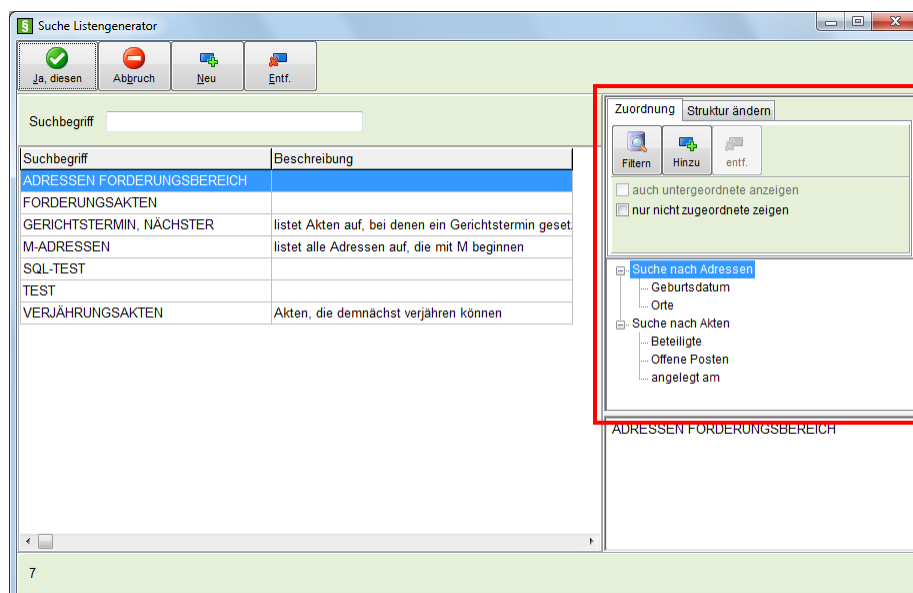 § Suche Listengenerator
Ja, diesen Abbruch Neu Entf.
Suchbegriff
Suchbegriff Beschreibung
ADRESSEN FORDERUNGSBEREICH
FORDERUNGSAKTEN
GERICHTSTERMIN, NÄCHSTER listet Akten auf, bei denen ein Gerichtstermin geset
M-ADRESSEN listet alle Adressen auf, die mit M beginnen
SQL-TEST
TEST
VERJÄHRUNGSAKTEN Akten, die demnächst verjähren können
7
Zuordnung Struktur ändern
Filtern Hinzu entf.
auch untergeordnete anzeigen
nur nicht zugeordnete zeigen
Suche nach Adressen
Geburtsdatum
Orte
Suche nach Akten
Beteiligte
Offene Posten
angelegt am
ADRESSEN FORDERUNGSBEREICH